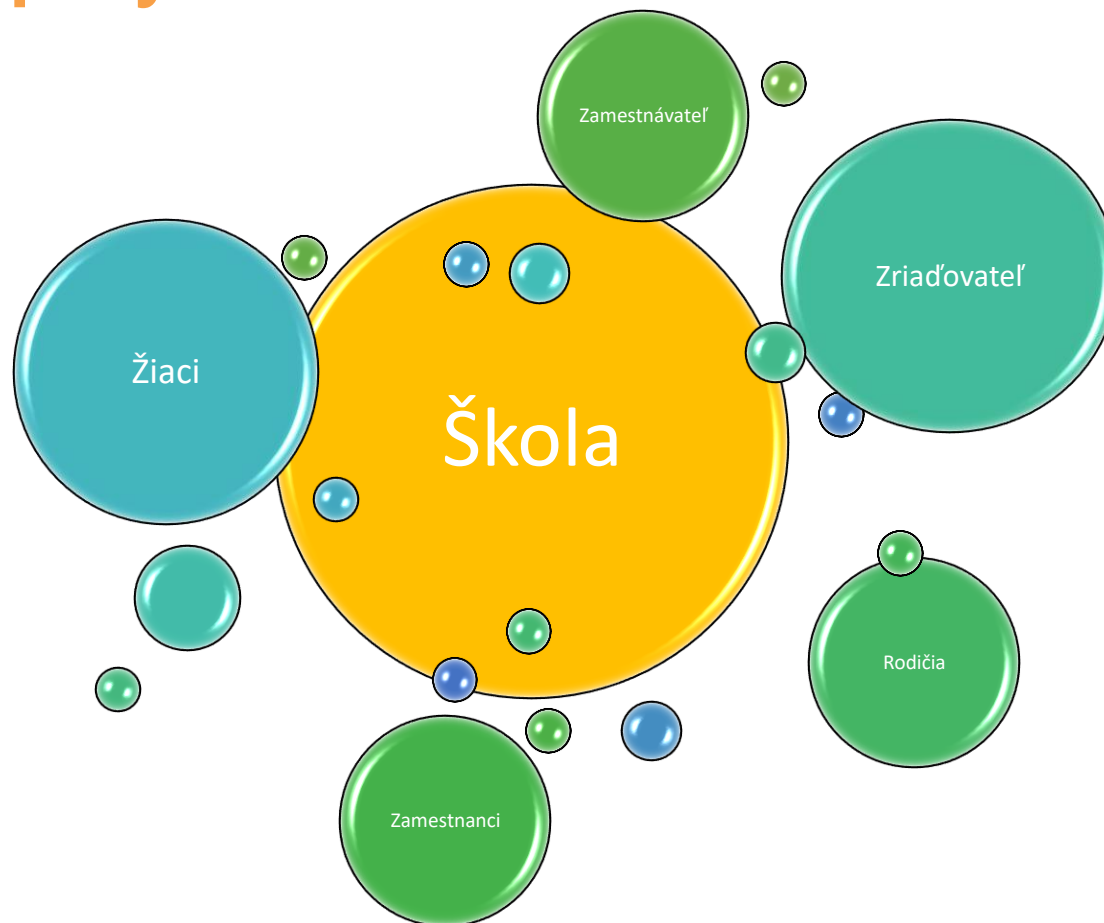 Zamestnávateľ
Zriaďovateľ
Žiaci
Škola
Rodičia
Zamestnanci